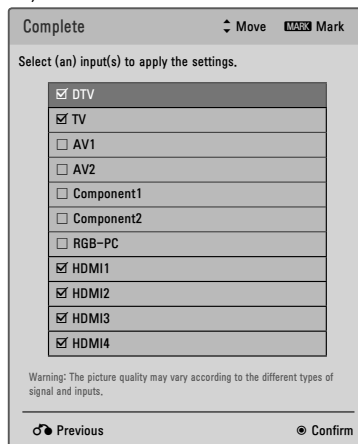 Complete Move MARK Mark
Select (an) input(s) to apply the settings.
☑ DTV
☑ TV
☐ AV1
☐ AV2
☐ Component1
☐ Component2
☐ RGB-PC
☑ HDMI1
☑ HDMI2
☑ HDMI3
☑ HDMI4
Warning: The picture quality may vary according to the different types of
signal and inputs.
Previous ◉ Confirm